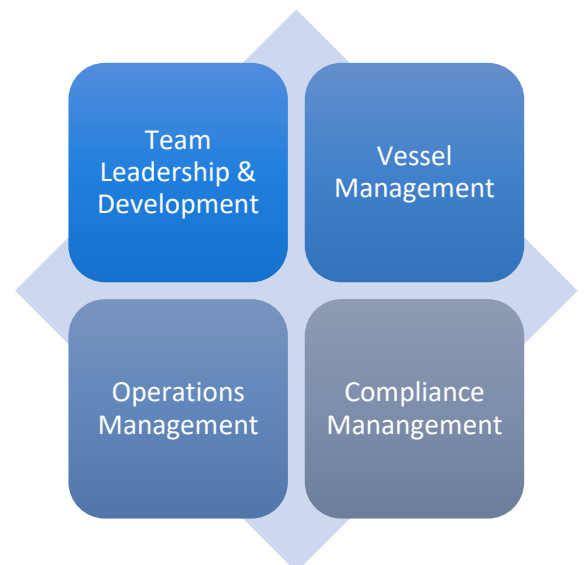 Team
Leadership &
Development
Vessel
Management
Operations
Management
Compliance
Manangement